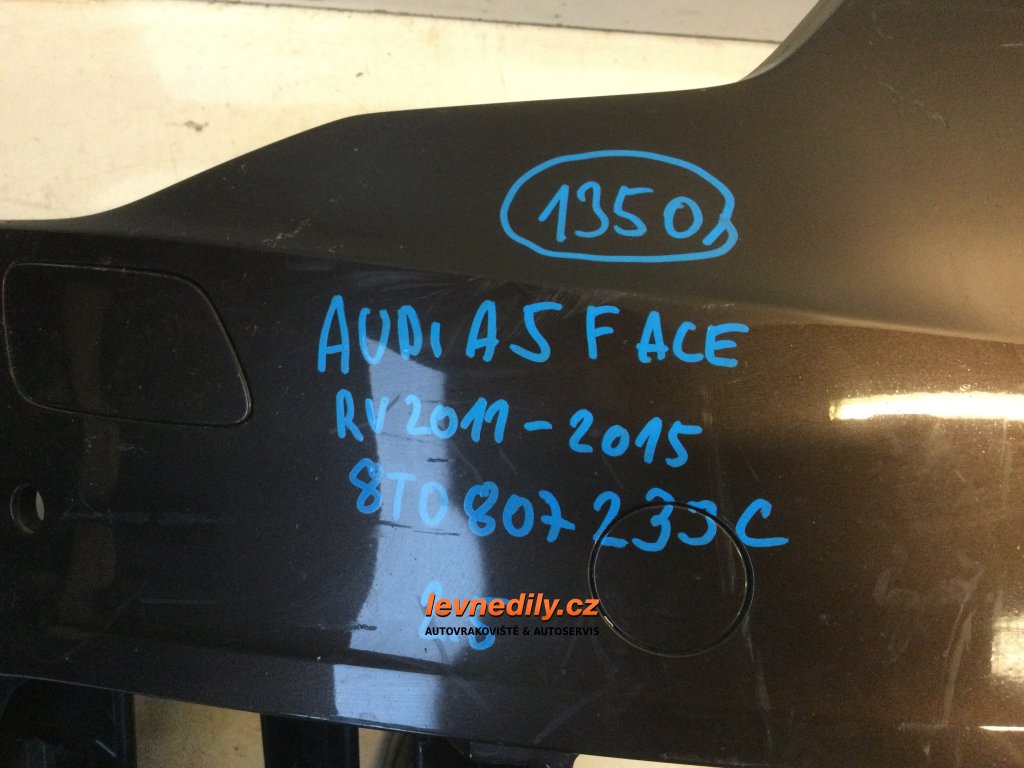 1350,
AUDI A5 FACE
RV 2011-2015
8T0 807 233 C
levnedily.cz
AUTOVRAKOVIŠTĚ & AUTOSERVIS